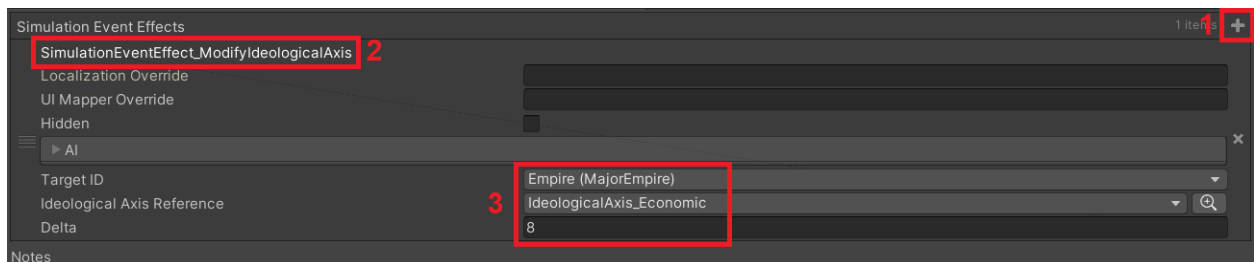 Simulation Event Effects 1 items 1
SimulationEventEffect_ModifyIdeologicalAxis 2
Localization Override
UI Mapper Override
Hidden
AI
Target ID Empire (MajorEmpire)
Ideological Axis Reference 3 IdeologicalAxis_Economic
Delta 8
Notes